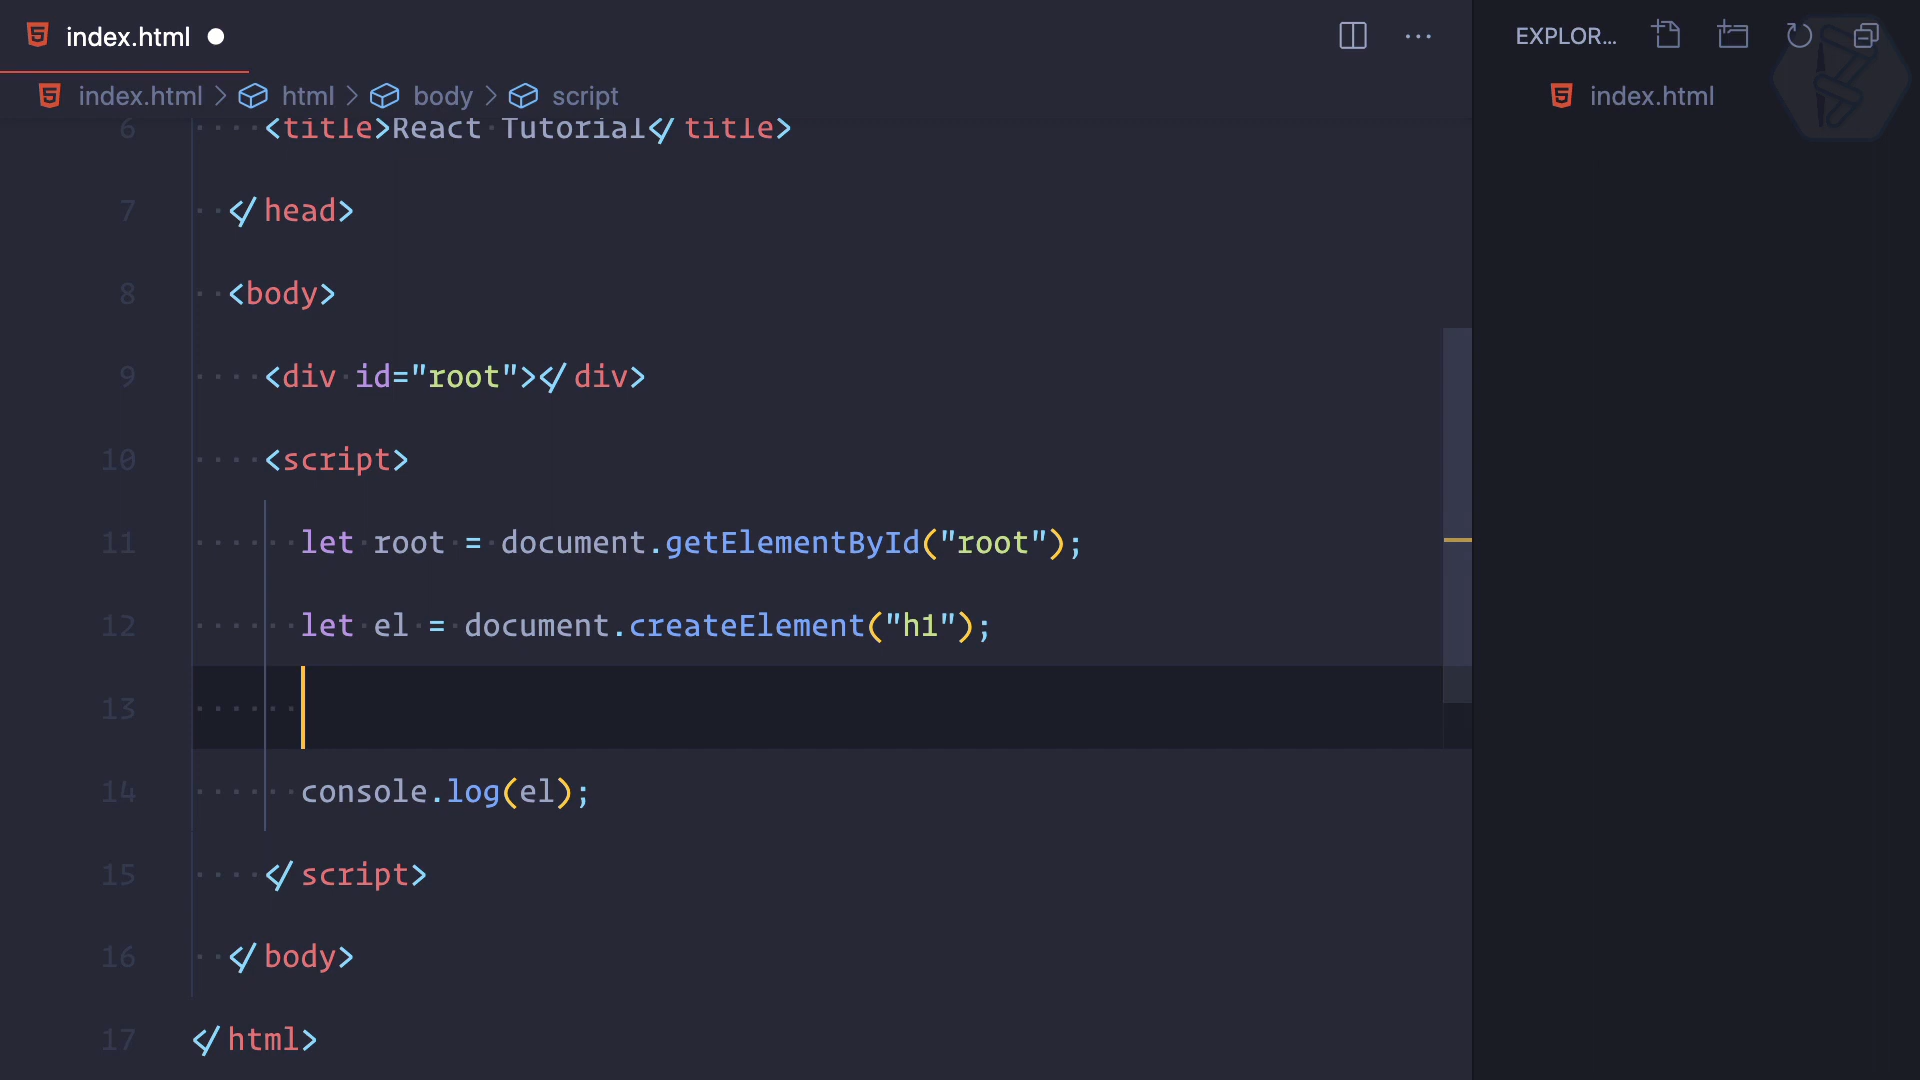 index.html
EXPLOR...
index.html > html > body > script
index.html
6 <title>React Tutorial</title>
7 </head>
8 <body>
9 <div id="root"></div>
10 <script>
11 let root = document.getElementById("root");
12 let el = document.createElement("h1");
13
14 console.log(el);
15 </script>
16 </body>
17 </html>